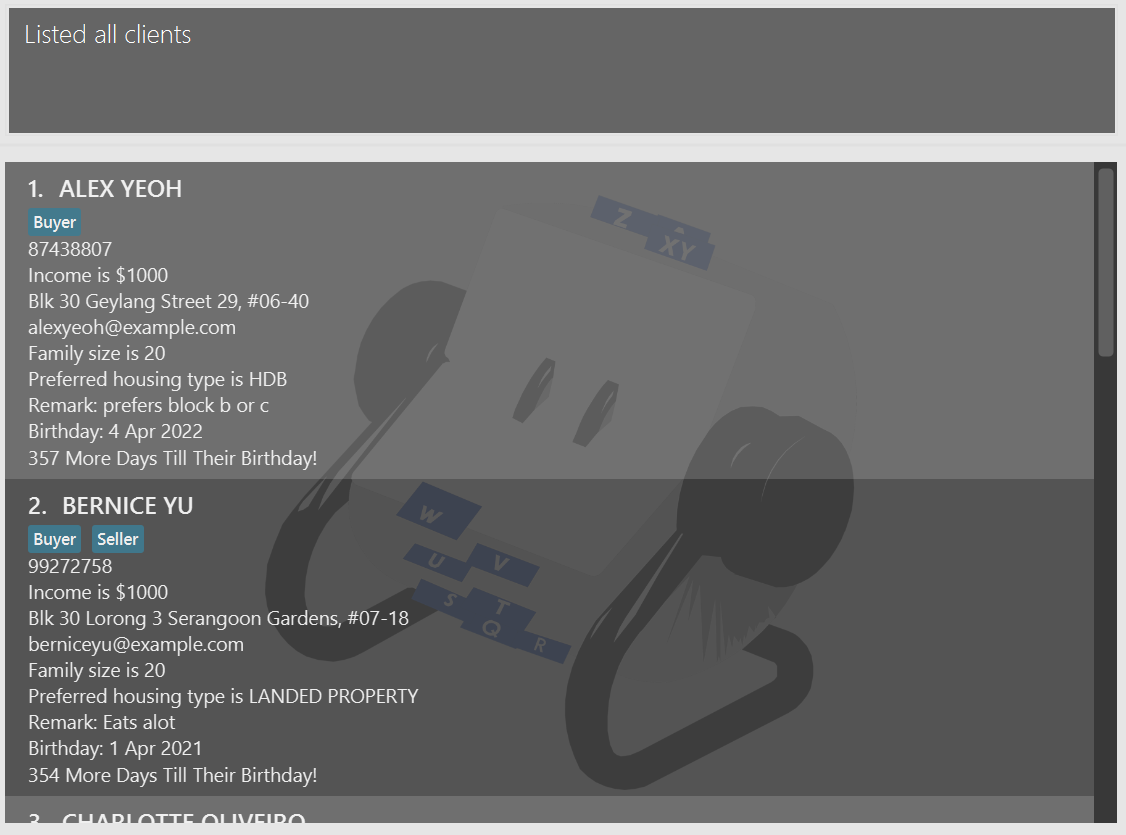 Listed all clients
1. ALEX YEOH
Buyer
87438807
Income is $1000
Blk 30 Geylang Street 29, #06-40
alexyeoh@example.com
Family size is 20
Preferred housing type is HDB
Remark: prefers block b or c
Birthday: 4 Apr 2022
357 More Days Till Their Birthday!
2. BERNICE YU
Buyer Seller
99272758
Income is $1000
Blk 30 Lorong 3 Serangoon Gardens, #07-18
berniceyu@example.com
Family size is 20
Preferred housing type is LANDED PROPERTY
Remark: Eats alot
Birthday: 1 Apr 2021
354 More Days Till Their Birthday!
3. CHARLOTTE OLIVEIRO
Z
XY
W
U V
S T
Q R